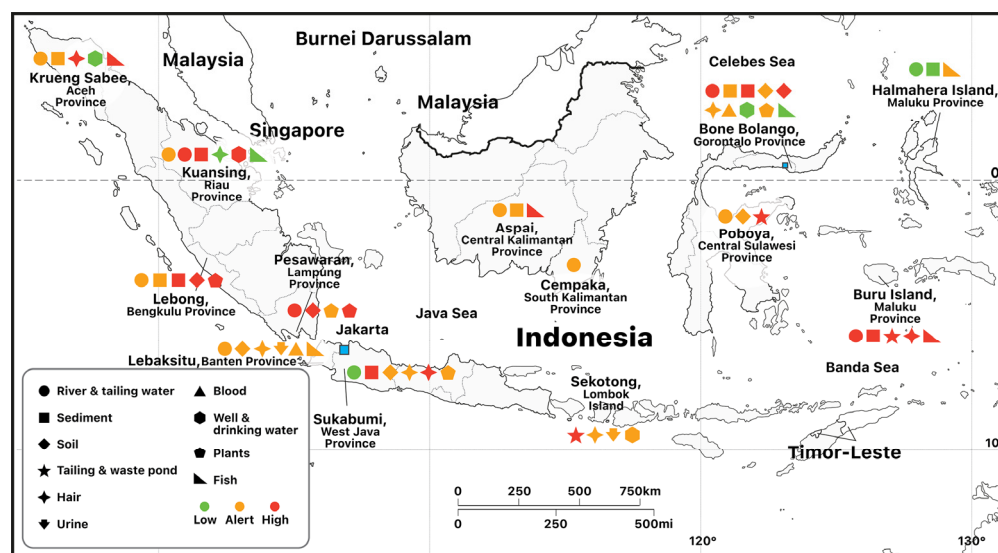 Burnei Darussalam
Malaysia
Krueng Sabee,
Aceh
Province
Celebes Sea
Halmahera Island,
Maluku Province
Malaysia
Singapore
Bone Bolango,
Gorontalo Province
Kuansing,
Riau
Province
0
Aspai,
Central Kalimantan
Province
Poboya,
Central Sulawesi
Province
Pesawaran,
Lampung
Province
Lebong,
Bengkulu Province
Cempaka,
South Kalimantan
Province
Buru Island,
Maluku
Province
Java Sea
Jakarta
Indonesia
Lebaksitu, Banten Province
Banda Sea
Sekotong,
Lombok
Island
Sukabumi,
West Java
Province
Timor-Leste
10
River & tailing water
Sediment
Soil
Tailing & waste pond
Hair
Urine
Blood
Well &
drinking water
Plants
Fish
Low Alert High
0 250 500 750km
0 250 500mi
120°
130°